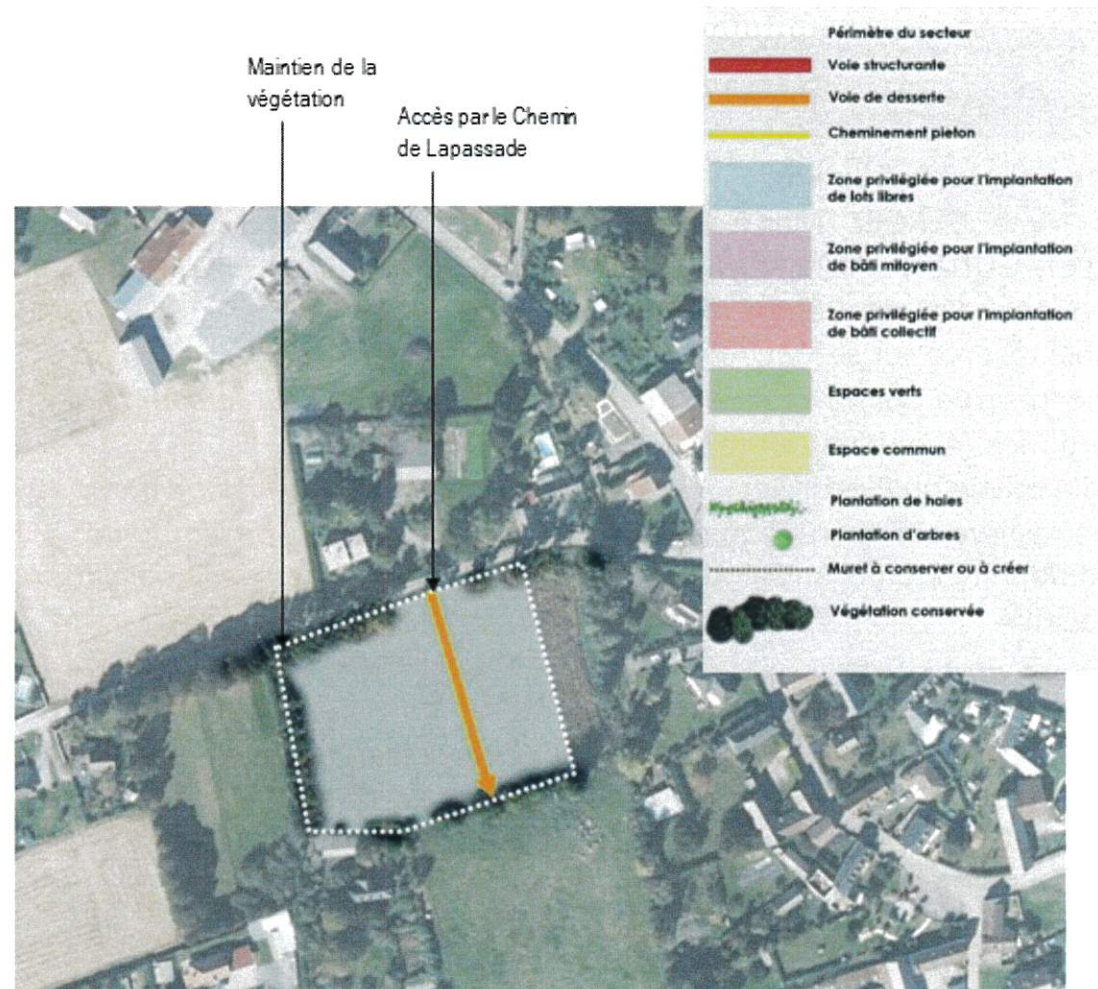 Maintien de la
végétation
Accès par le Chemin
de Lapassade
Périmètre du secteur
Voie structurante
Voie de desserte
Cheminement pieton
Zone privilégiée pour l'implantation
de lots libres
Zone privilégiée pour l'implantation
de bâti mitoyen
Zone privilégiée pour l'implantation
de bâti collectif
Espaces verts
Espace commun
Plantation de haies
Plantation d'arbres
Muret à conserver ou à créer
Végétation conservée